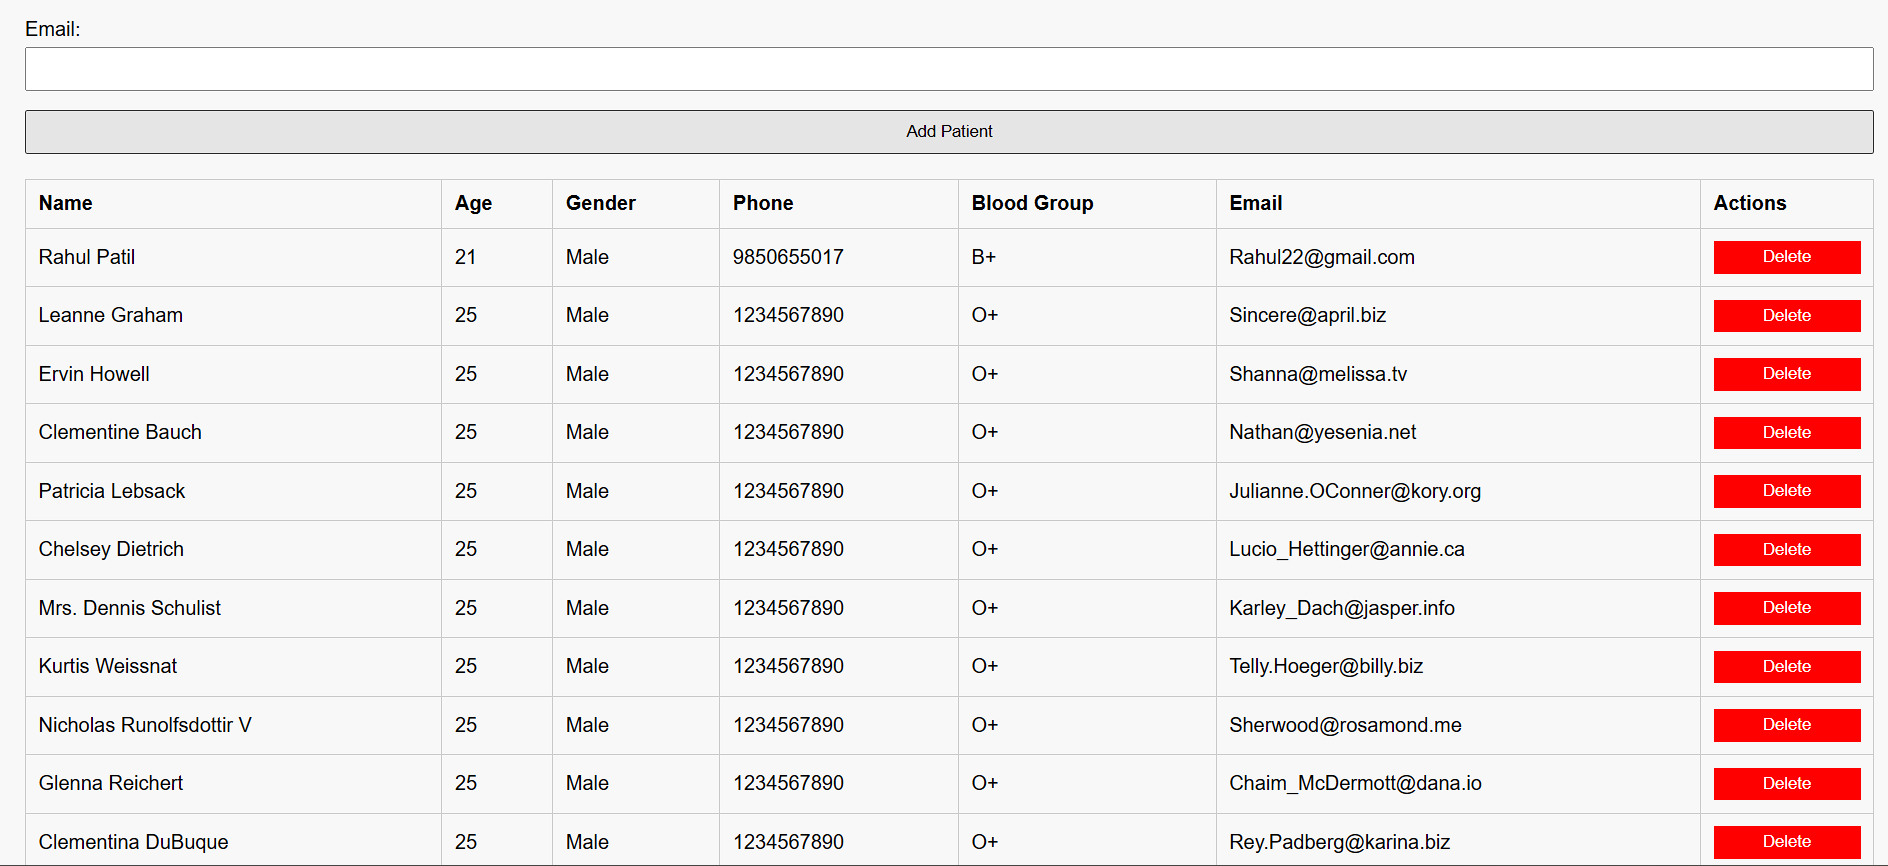 Email:
Add Patient
Name Age Gender Phone Blood Group Email Actions
Rahul Patil 21 Male 9850655017 B+ Rahul22@gmail.com Delete
Leanne Graham 25 Male 1234567890 O+ Sincere@april.biz Delete
Ervin Howell 25 Male 1234567890 O+ Shanna@melissa.tv Delete
Clementine Bauch 25 Male 1234567890 O+ Nathan@yesenia.net Delete
Patricia Lebsack 25 Male 1234567890 O+ Julianne.OConner@kory.org Delete
Chelsey Dietrich 25 Male 1234567890 O+ Lucio_Hettinger@annie.ca Delete
Mrs. Dennis Schulist 25 Male 1234567890 O+ Karley_Dach@jasper.info Delete
Kurtis Weissnat 25 Male 1234567890 O+ Telly.Hoeger@billy.biz Delete
Nicholas Runolfsdottir V 25 Male 1234567890 O+ Sherwood@rosamond.me Delete
Glenna Reichert 25 Male 1234567890 O+ Chaim_McDermott@dana.io Delete
Clementina DuBuque 25 Male 1234567890 O+ Rey.Padberg@karina.biz Delete